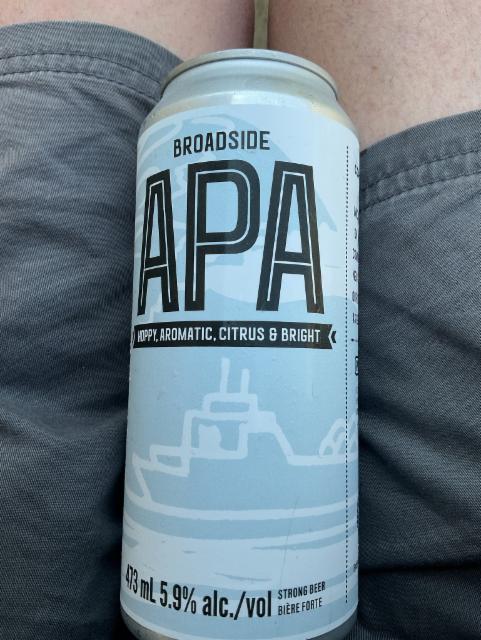 BROADSIDE
APA
HOPPY, AROMATIC, CITRUS & BRIGHT
473 mL 5.9% alc./vol STRONG BEER
BIÈRE FORTE